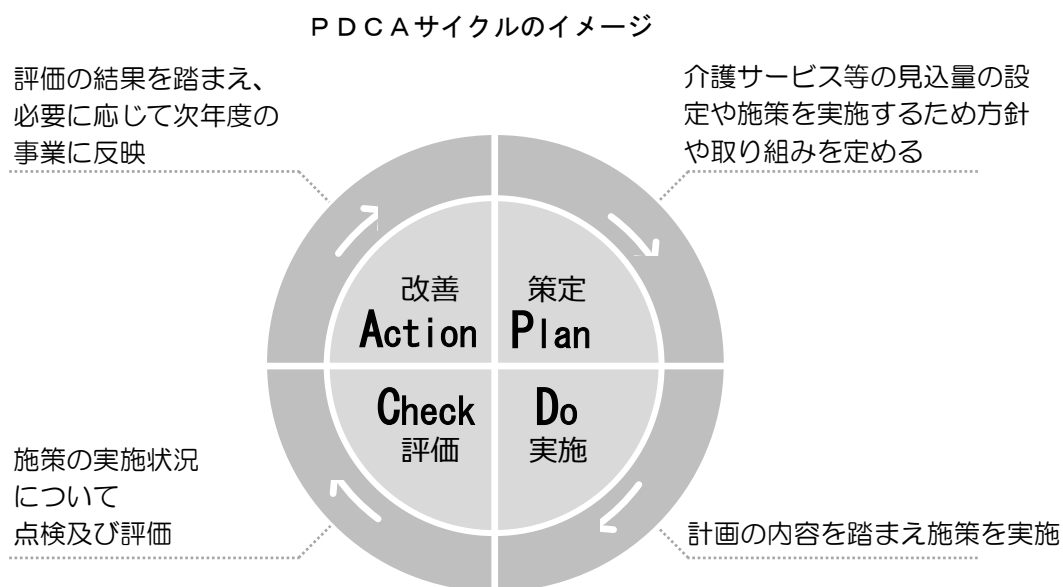 ＰＤＣＡサイクルのイメージ
評価の結果を踏まえ、
必要に応じて次年度の
事業に反映
介護サービス等の見込量の設
定や施策を実施するため方針
や取り組みを定める
改善
Action
策定
Plan
Check
評価
Do
実施
施策の実施状況
について
点検及び評価
計画の内容を踏まえ施策を実施